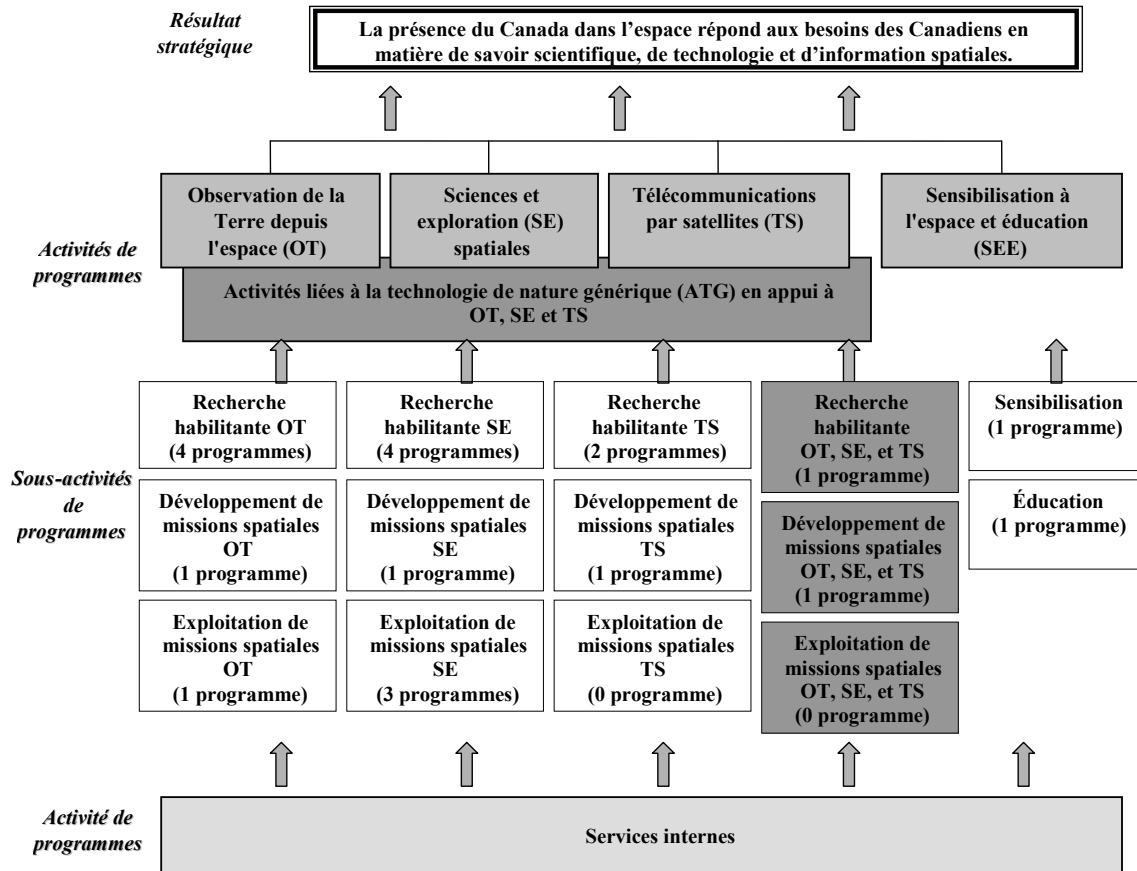 Résultat
stratégique
La présence du Canada dans l'espace répond aux besoins des Canadiens en
matière de savoir scientifique, de technologie et d'information spatiales.
Activités de
programmes
Observation de la
Terre depuis
l'espace (OT)
Sciences et
exploration (SE)
spatiales
Télécommunications
par satellites (TS)
Sensibilisation à
l'espace et éducation
(SEE)
Activités liées à la technologie de nature générique (ATG) en appui à
OT, SE et TS
Sous-activités
de
programmes
Recherche
habilitante OT
(4 programmes)
Recherche
habilitante SE
(4 programmes)
Recherche
habilitante TS
(2 programmes)
Recherche
habilitante
OT, SE, et TS
(1 programme)
Sensibilisation
(1 programme)
Développement de
missions spatiales
OT
(1 programme)
Développement de
missions spatiales
SE
(1 programme)
Développement de
missions spatiales
TS
(1 programme)
Développement de
missions spatiales
OT, SE, et TS
(1 programme)
Éducation
(1 programme)
Exploitation de
missions spatiales
OT
(1 programme)
Exploitation de
missions spatiales
SE
(3 programmes)
Exploitation de
missions spatiales
TS
(0 programme)
Exploitation de
missions spatiales
OT, SE, et TS
(0 programme)
Activité de
programmes
Services internes